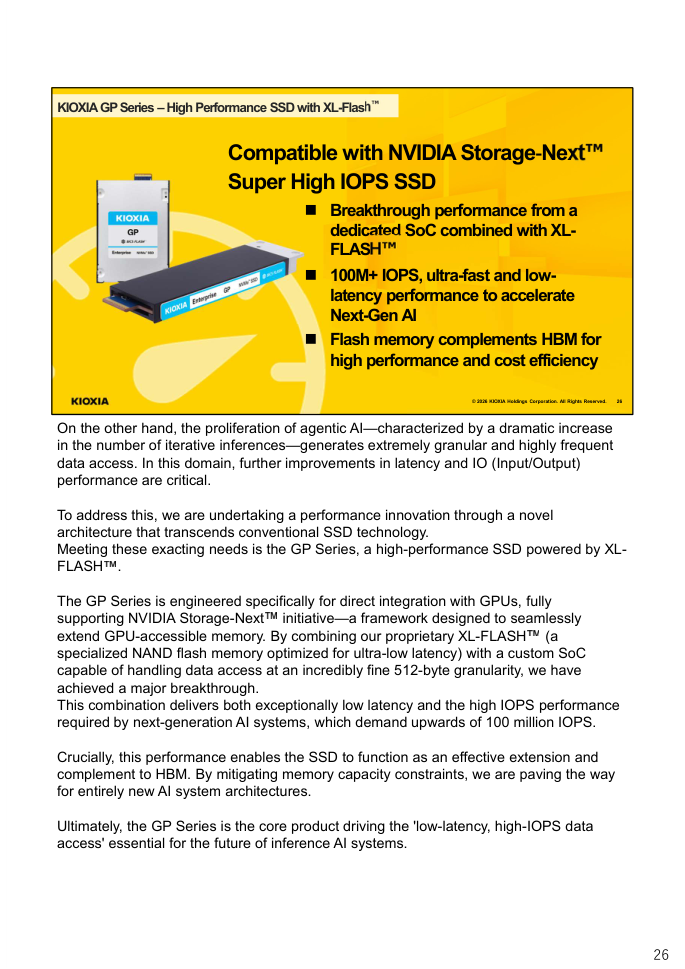 KIOXIA GP Series – High Performance SSD with XL-Flash™
Compatible with NVIDIA Storage-Next™
Super High IOPS SSD
■ Breakthrough performance from a
dedicated SoC combined with XL-
FLASH™
■ 100M+ IOPS, ultra-fast and low-
latency performance to accelerate
Next-Gen AI
■ Flash memory complements HBM for
high performance and cost efficiency
KIOXIA
GP
Enterprise NVMe™ SSD
KIOXIA Enterprise GP NVMe™ SSD
KIOXIA
© 2026 KIOXIA Holdings Corporation. All Rights Reserved. 26
On the other hand, the proliferation of agentic AI—characterized by a dramatic increase
in the number of iterative inferences—generates extremely granular and highly frequent
data access. In this domain, further improvements in latency and IO (Input/Output)
performance are critical.
To address this, we are undertaking a performance innovation through a novel
architecture that transcends conventional SSD technology.
Meeting these exacting needs is the GP Series, a high-performance SSD powered by XL-
FLASH™.
The GP Series is engineered specifically for direct integration with GPUs, fully
supporting NVIDIA Storage-Next™ initiative—a framework designed to seamlessly
extend GPU-accessible memory. By combining our proprietary XL-FLASH™ (a
specialized NAND flash memory optimized for ultra-low latency) with a custom SoC
capable of handling data access at an incredibly fine 512-byte granularity, we have
achieved a major breakthrough.
This combination delivers both exceptionally low latency and the high IOPS performance
required by next-generation AI systems, which demand upwards of 100 million IOPS.
Crucially, this performance enables the SSD to function as an effective extension and
complement to HBM. By mitigating memory capacity constraints, we are paving the way
for entirely new AI system architectures.
Ultimately, the GP Series is the core product driving the 'low-latency, high-IOPS data
access' essential for the future of inference AI systems.
26